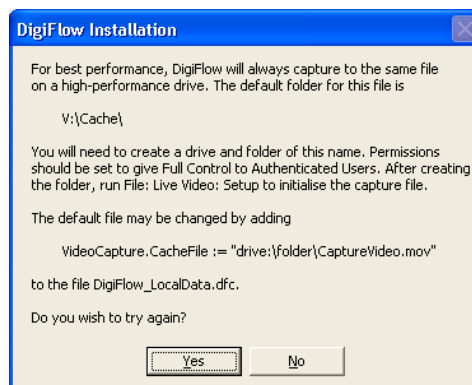 DigiFlow Installation
For best performance, DigiFlow will always capture to the same file
on a high-performance drive. The default folder for this file is
V:\Cache\
You will need to create a drive and folder of this name. Permissions
should be set to give Full Control to Authenticated Users. After creating
the folder, run File: Live Video: Setup to initialise the capture file.
The default file may be changed by adding
VideoCapture.CacheFile := "drive:\folder\CaptureVideo.mov"
to the file DigiFlow_LocalData.dfc.
Do you wish to try again?
Yes
No